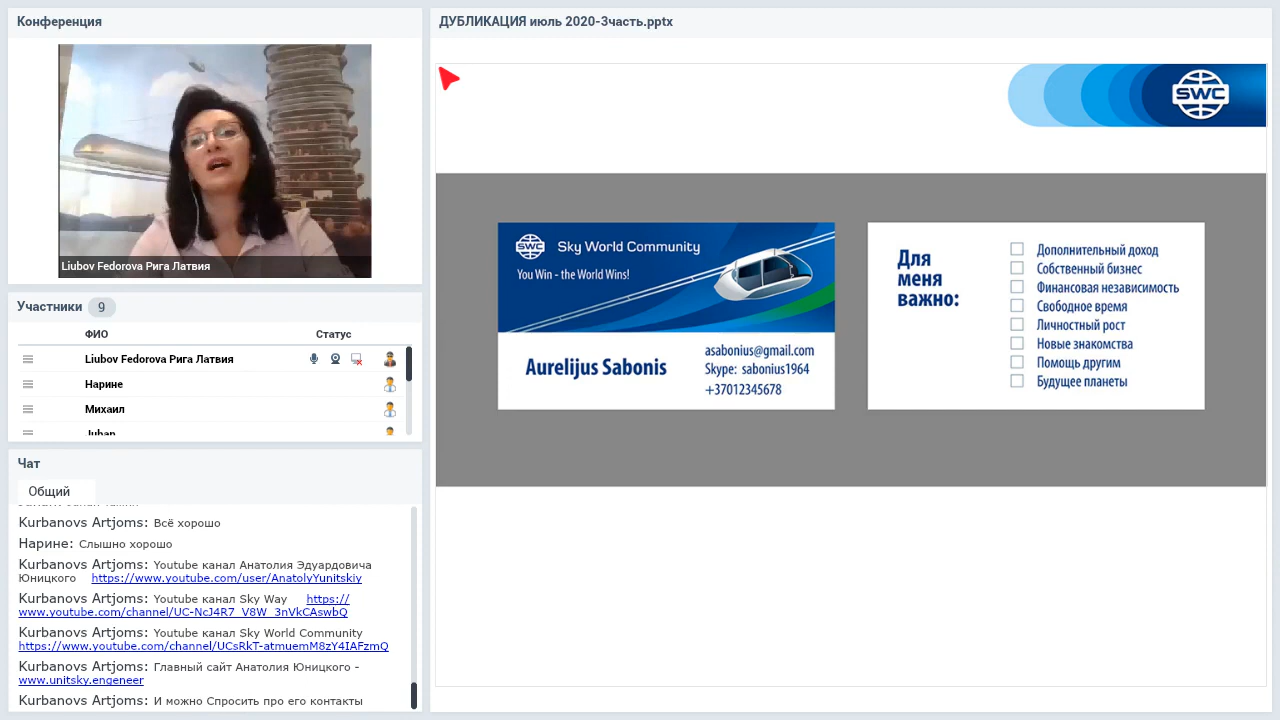 Конференция
Liubov Fedorova Рига Латвия
Участники 9
ФИО Статус
Liubov Fedorova Рига Латвия
Нарине
Михаил
Чат
Общий
Kurbanovs Artjoms: Всё хорошо
Нарине: Слышно хорошо
Kurbanovs Artjoms: Youtube канал Анатолия Эдуардовича
Юницкого https://www.youtube.com/user/AnatolyYunitskiy
Kurbanovs Artjoms: Youtube канал Sky Way https://
www.youtube.com/channel/UC-NcJ4R7_V8W_3nVkCAswbQ
Kurbanovs Artjoms: Youtube канал Sky World Community
https://www.youtube.com/channel/UCsRkT-atmuemM8zY4IAFzmQ
Kurbanovs Artjoms: Главный сайт Анатолия Юницкого -
www.unitsky.engeneer
Kurbanovs Artjoms: И можно Спросить про его контакты
ДУБЛИКАЦИЯ июль 2020-3часть.pptx
SWC
SWC Sky World Community
You Win - the World Wins!
Aurelijus Sabonis
asabonius@gmail.com
Skype: sabonius1964
+37012345678
Для
меня
важно:
Дополнительный доход
Собственный бизнес
Финансовая независимость
Свободное время
Личностный рост
Новые знакомства
Помощь другим
Будущее планеты